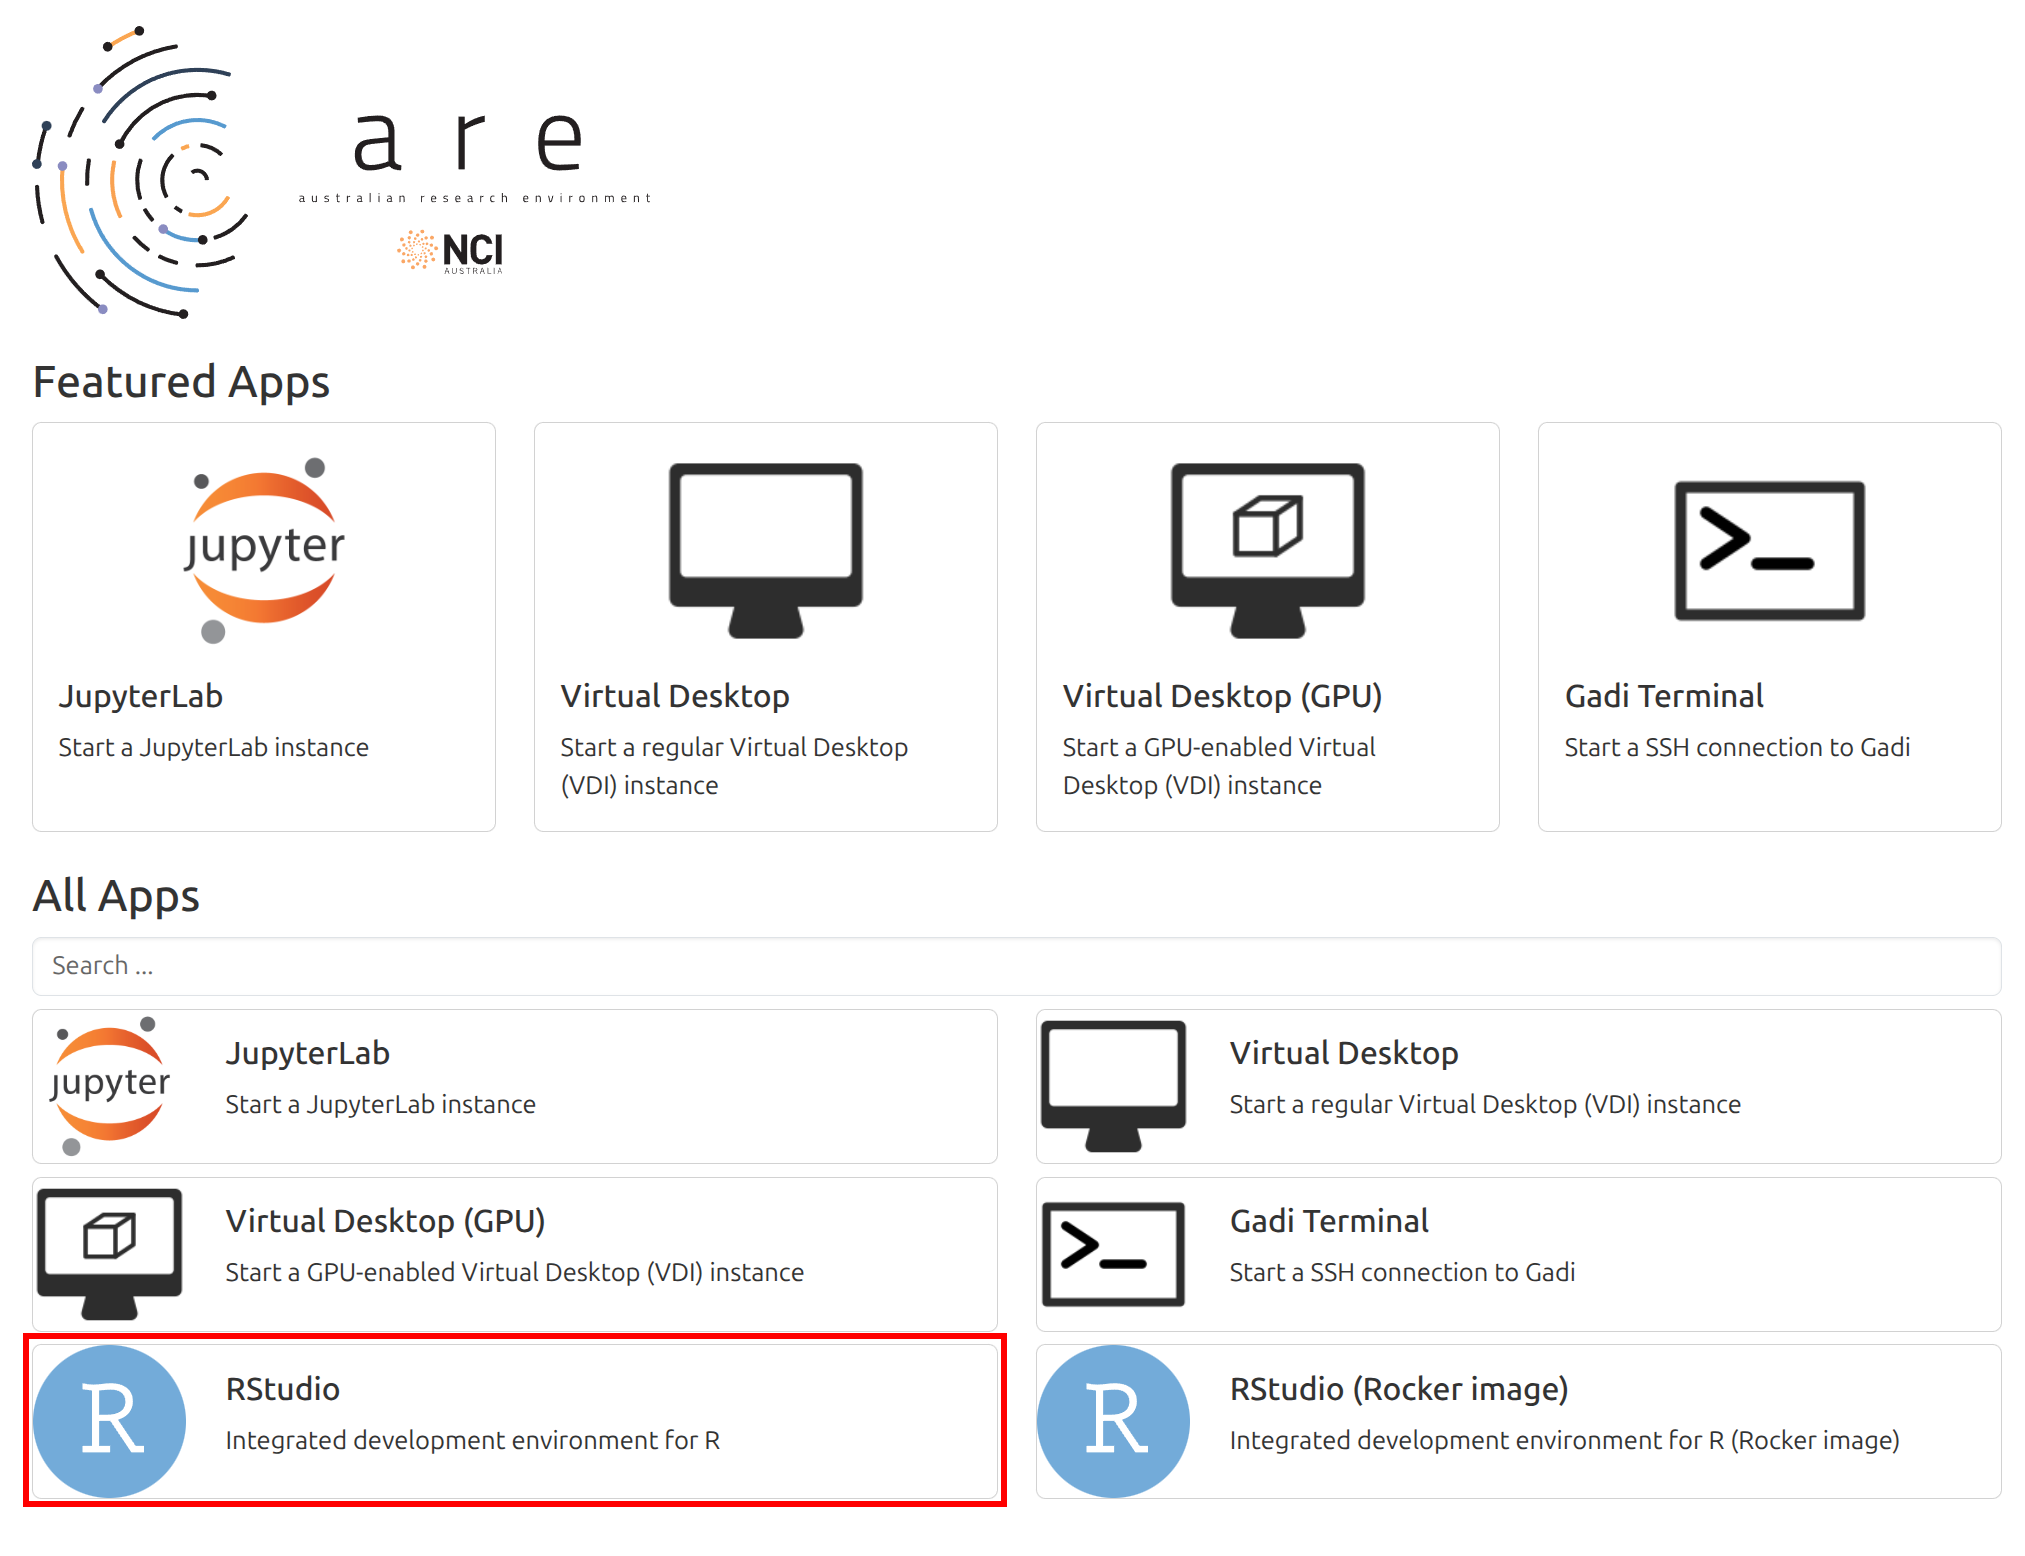 are
australian research environment
NCI
AUSTRALIA
Featured Apps
jupyter
JupyterLab
Start a JupyterLab instance
Virtual Desktop
Start a regular Virtual Desktop
(VDI) instance
Virtual Desktop (GPU)
Start a GPU-enabled Virtual
Desktop (VDI) instance
>_
Gadi Terminal
Start a SSH connection to Gadi
All Apps
Search ...
jupyter
JupyterLab
Start a JupyterLab instance
Virtual Desktop
Start a regular Virtual Desktop (VDI) instance
Virtual Desktop (GPU)
Start a GPU-enabled Virtual Desktop (VDI) instance
>_
Gadi Terminal
Start a SSH connection to Gadi
R
RStudio
Integrated development environment for R
R
RStudio (Rocker image)
Integrated development environment for R (Rocker image)